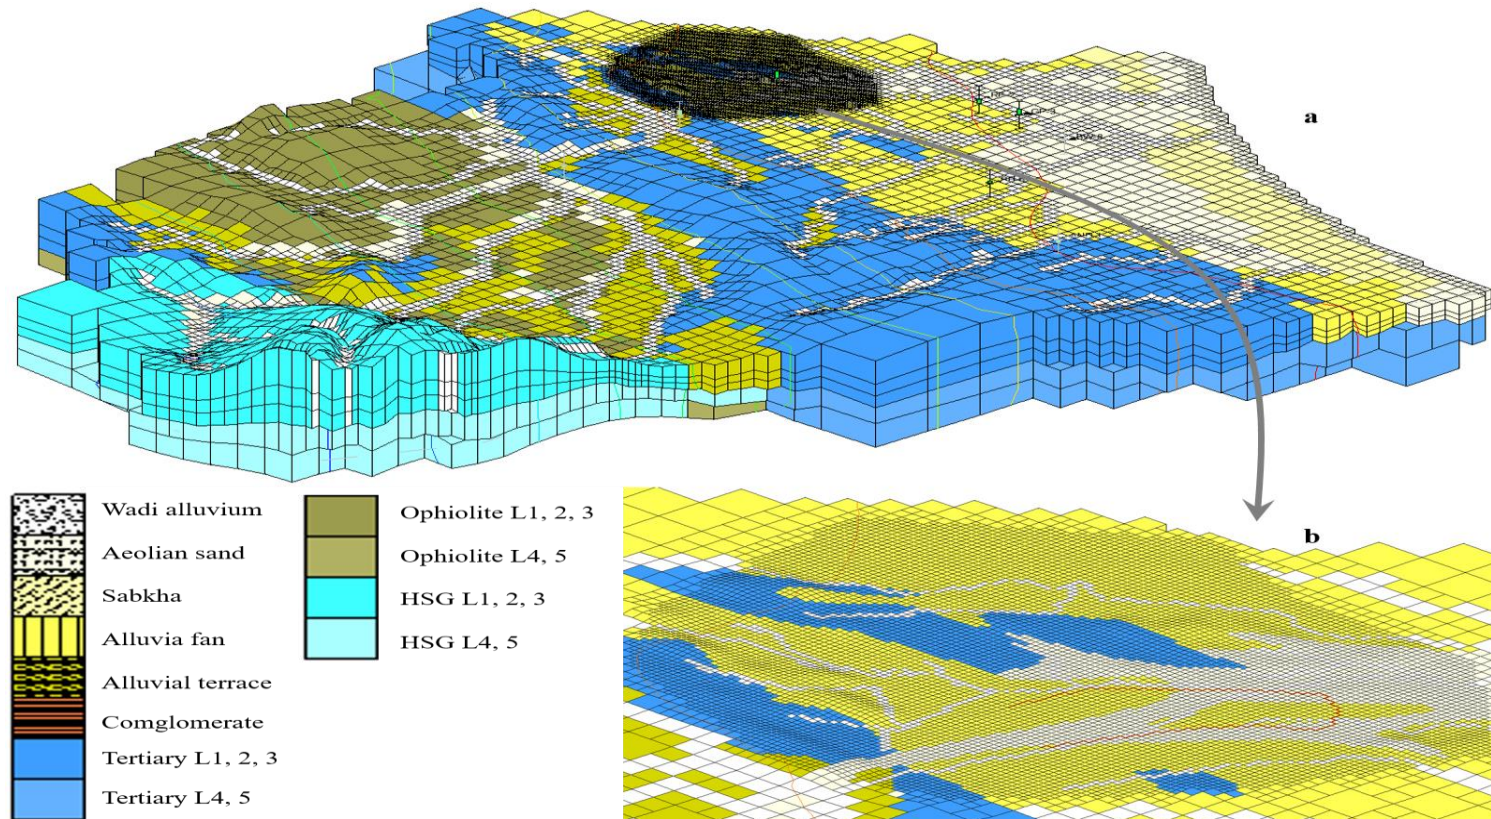 a
Wadi alluvium
Aeolian sand
Sabkha
Alluvia fan
Alluvial terrace
Comglomerate
Tertiary L1, 2, 3
Tertiary L4, 5
Ophiolite L1, 2, 3
Ophiolite L4, 5
HSG L1, 2, 3
HSG L4, 5
b